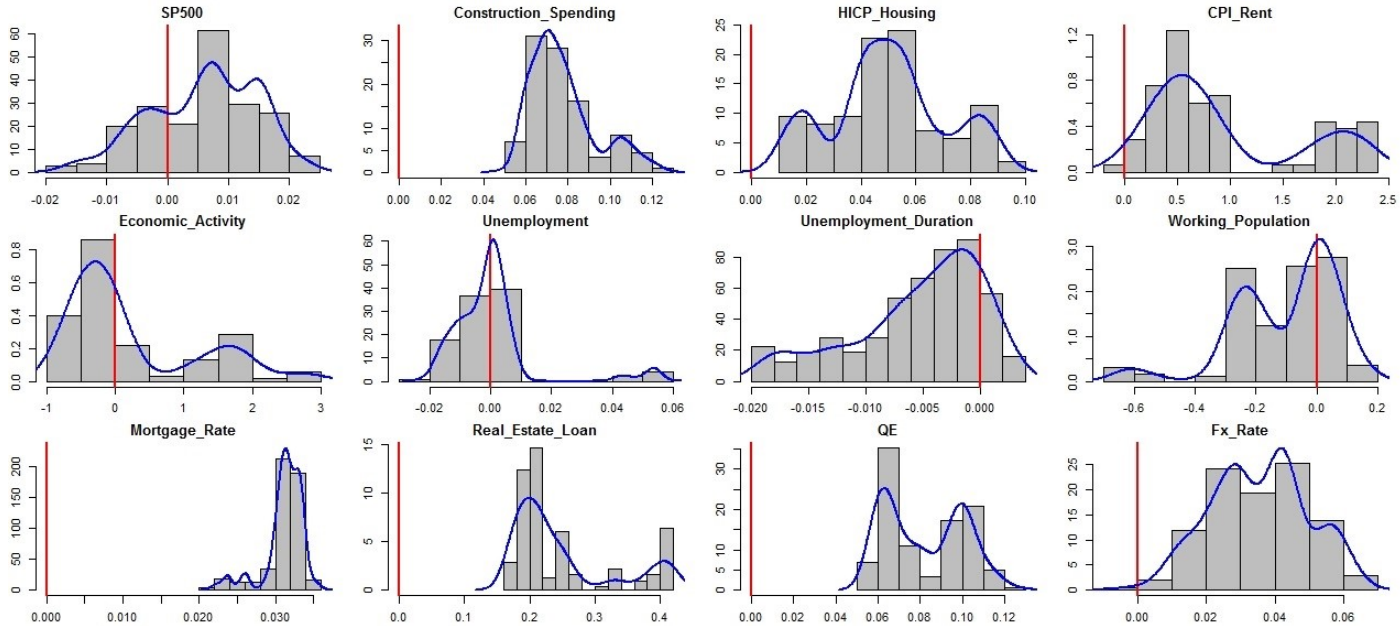 SP500
0 10 20 30 40 50 60
-0.02 -0.01 0.00 0.01 0.02
Construction_Spending
0 5 10 20 30
0.00 0.02 0.04 0.06 0.08 0.10 0.12
HICP_Housing
0 5 10 15 20 25
0.00 0.02 0.04 0.06 0.08 0.10
CPI_Rent
0.0 0.4 0.8 1.2
0.0 0.5 1.0 1.5 2.0 2.5
Economic_Activity
0.0 0.2 0.4 0.6 0.8
-1 0 1 2 3
Unemployment
0 10 20 30 40 50 60
-0.02 0.00 0.02 0.04 0.06
Unemployment_Duration
0 20 40 60 80
-0.020 -0.015 -0.010 -0.005 0.000
Working_Population
0.0 1.0 2.0 3.0
-0.6 -0.4 -0.2 0.0 0.2
Mortgage_Rate
0 50 100 200
0.000 0.010 0.020 0.030
Real_Estate_Loan
0 5 10 15
0.0 0.1 0.2 0.3 0.4
QE
0 5 10 20 30
0.00 0.02 0.04 0.06 0.08 0.10 0.12
Fx_Rate
0 5 10 15 20 25
0.00 0.02 0.04 0.06